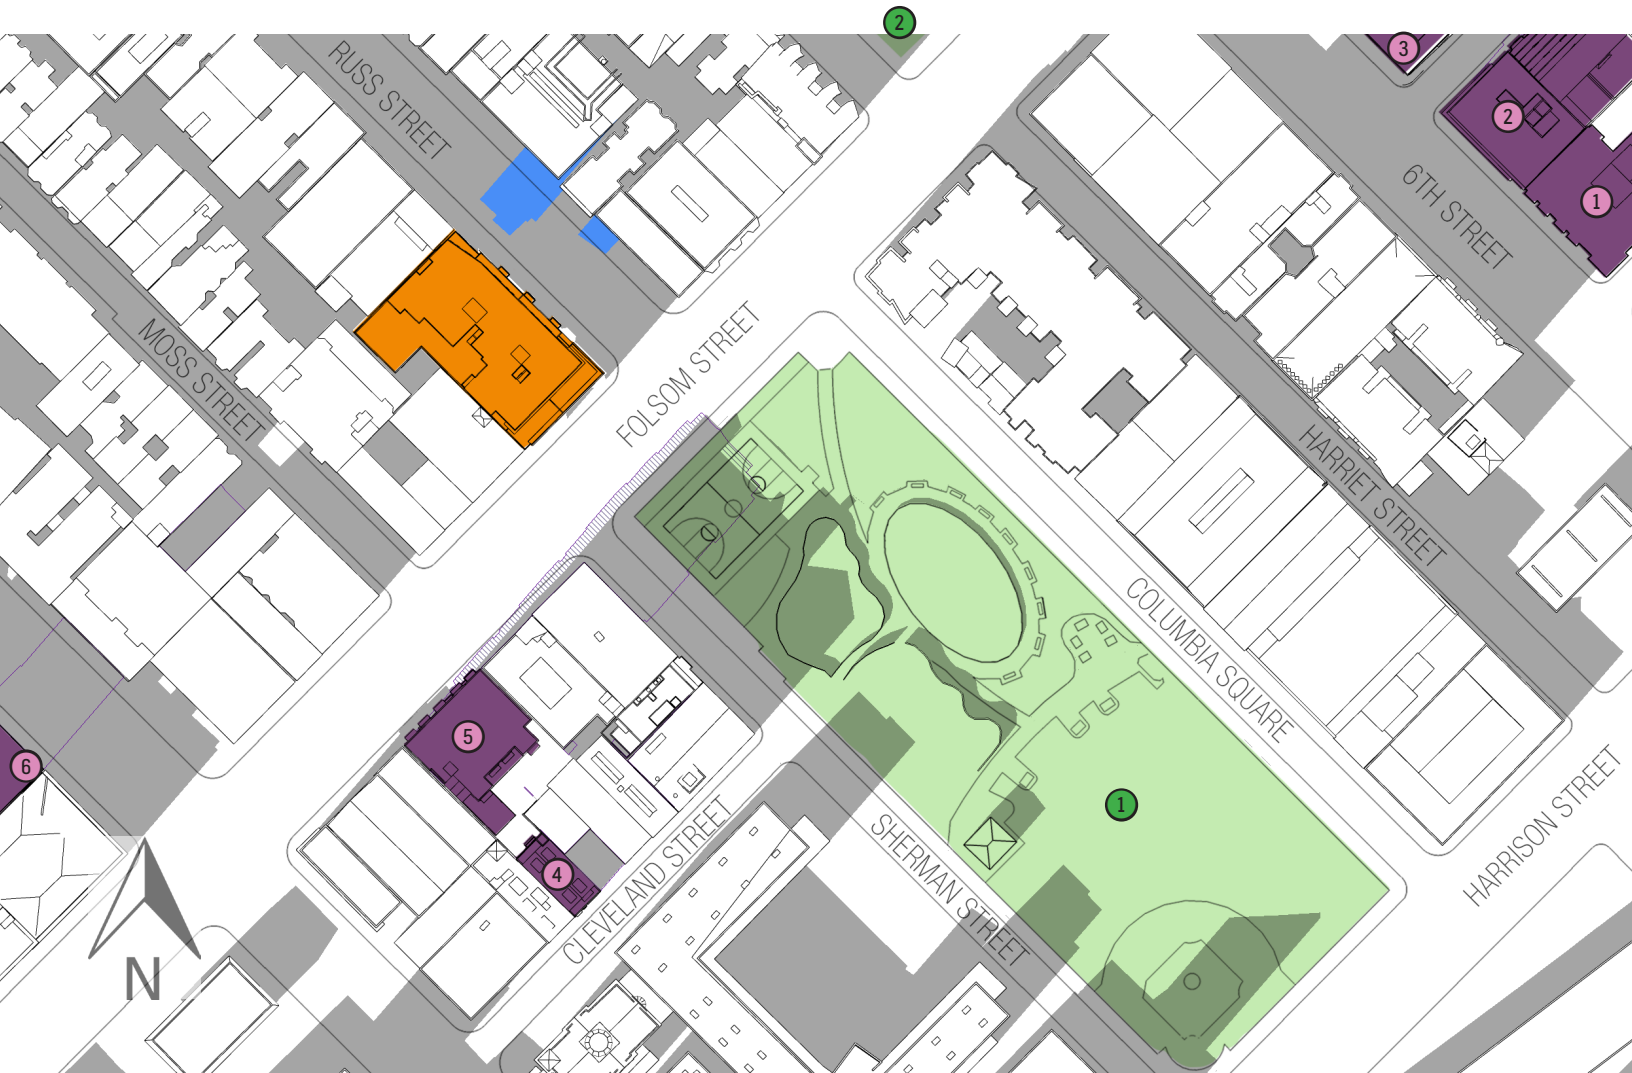 2
3
RUSS STREET
2
6TH STREET
1
MOSS STREET
FOLSOM STREET
HARRIET STREET
COLUMBIA SQUARE
5
6
1
HARRISON STREET
4
CLEVELAND STREET
SHERMAN STREET
N